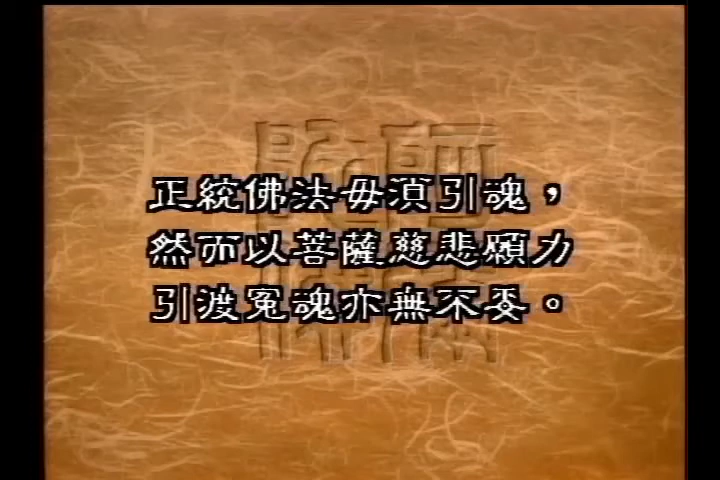 正統佛法毋須引魂，
然而以菩薩慈悲願力
引渡冤魂亦無不妥。